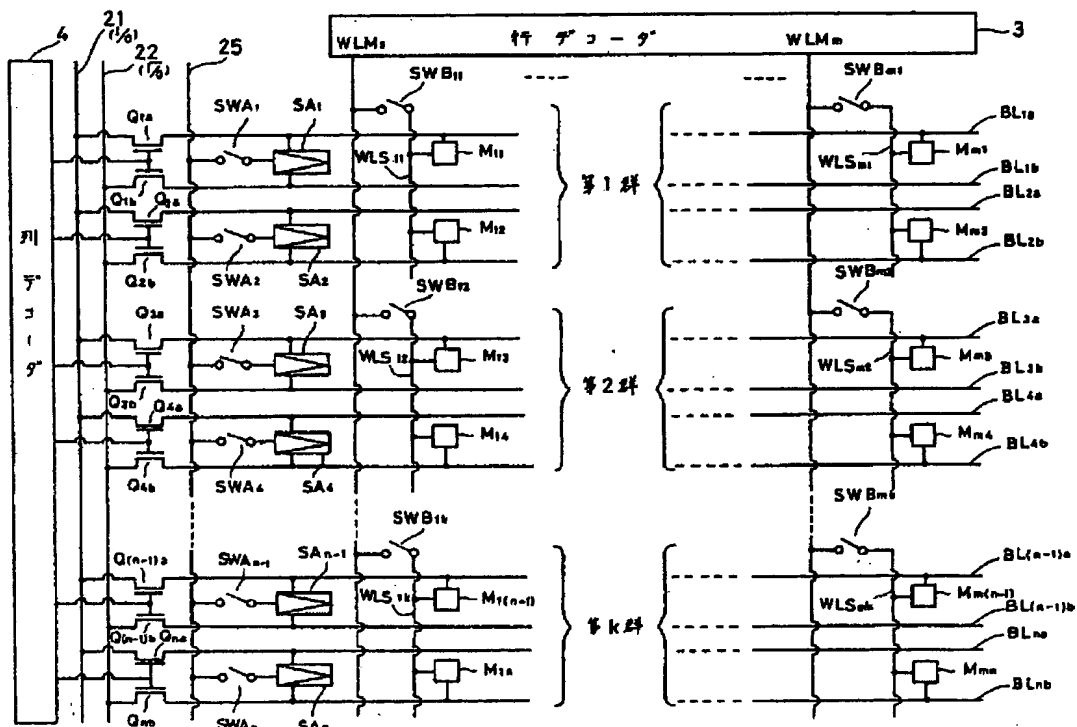 4
21
(I/O)
22
(I/O)
25
WLM₁
行デコーダ
WLMm
3
SWB₁₁
SWBm1
Q1a
SWA₁
SA₁
WLS₁₁
M₁₁
第1群
WLSm1
Mm1
BL1a
BL1b
Q1b
Q2a
BL2a
M₁₂
Mm2
BL2b
Q2b
SWA₂
SA₂
SWB₁₂
SWBm2
列デコーダ
Q3a
SWA₃
SA₃
BL3a
WLS₁₂
M₁₃
第2群
WLSm2
Mm3
BL3b
Q3b
Q4a
BL4a
M₁₄
Mm4
BL4b
Q4b
SWA₄
SA₄
SWB1k
SWBmk
Q(n-1)a
SWAn-1
SAn-1
BL(n-1)a
WLS1k
M1(n-1)
第k群
WLSmk
Mm(n-1)
BL(n-1)b
Q(n-1)b
Qna
BLna
M1n
Mmn
BLnb
Qnb
SWAn
SAn